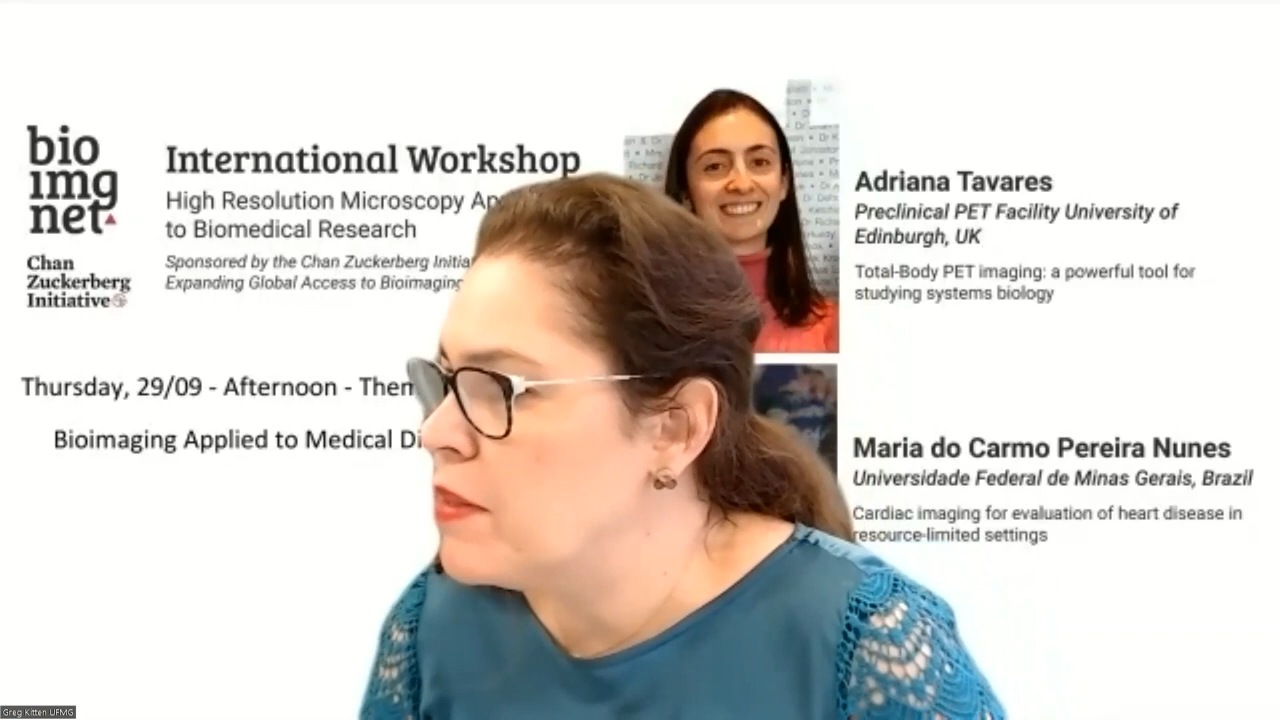 bio
img
net
Chan
Zuckerberg
Initiative
International Workshop
High Resolution Microscopy
to Biomedical Research
Sponsored by the Chan Zuckerberg
Expanding Global Access to Bioimaging
Thursday, 29/09 - Afternoon -
Bioimaging Applied to Medical
Adriana Tavares
Preclinical PET Facility University of
Edinburgh, UK
Total-Body PET imaging: a powerful tool for
studying systems biology
Maria do Carmo Pereira Nunes
Universidade Federal de Minas Gerais, Brazil
Cardiac imaging for evaluation of heart disease in
resource-limited settings
Greg Kitten UFMG